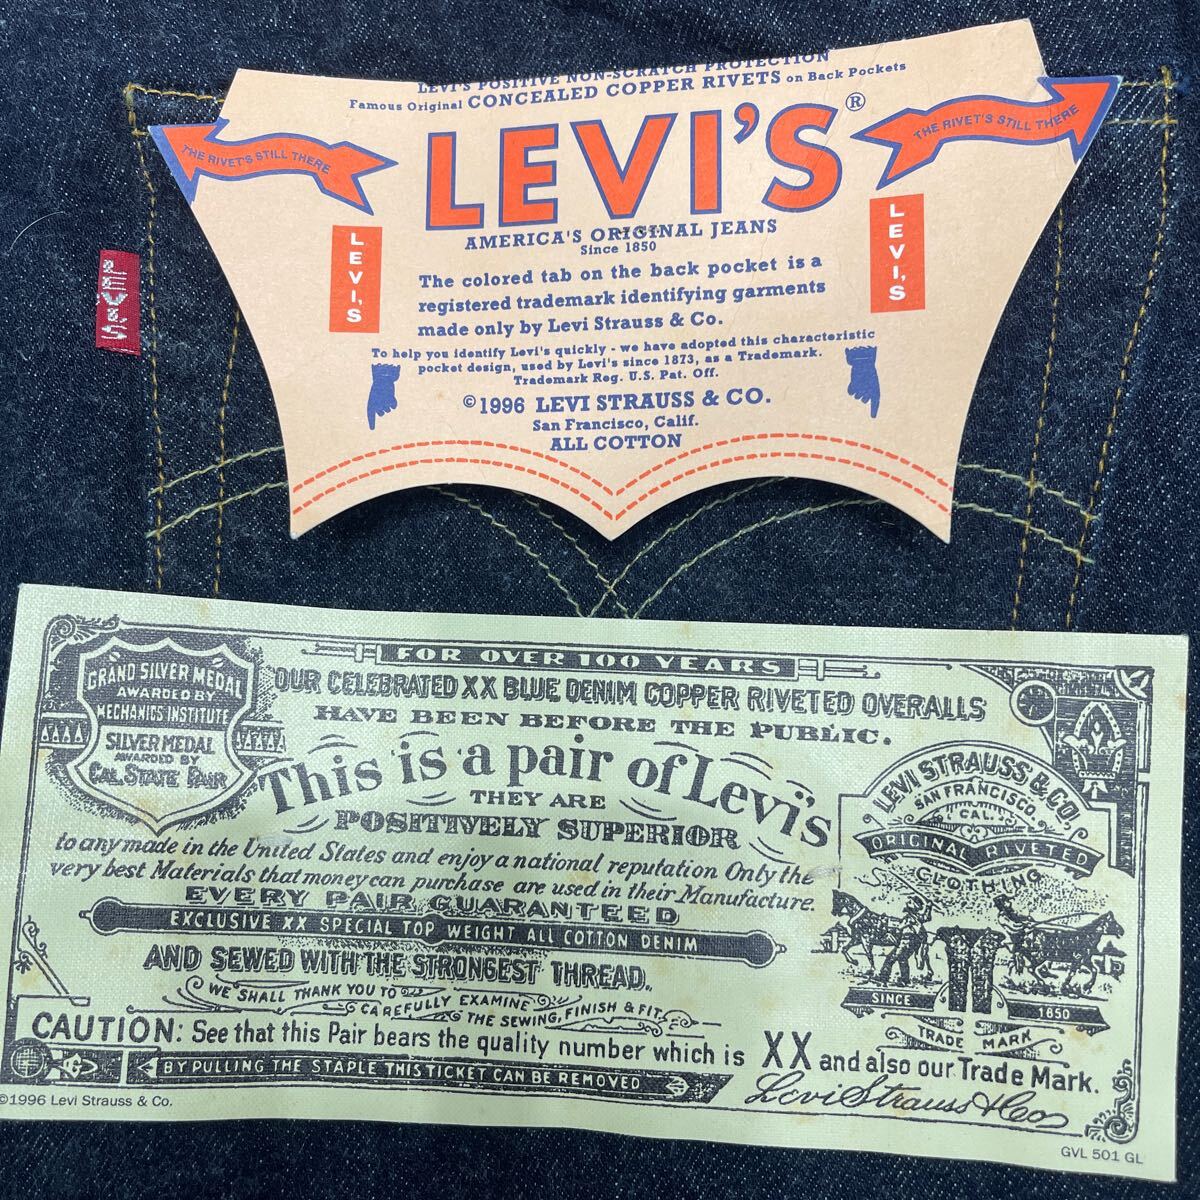 LEVI'S POSITIVE NON-SCRATCH PROTECTION
Famous Original CONCEALED COPPER RIVETS on Back Pockets
LEVI'S®
THE RIVET'S STILL THERE
THE RIVET'S STILL THERE
AMERICA'S ORIGINAL JEANS
Since 1850
LEVI'S
LEVI'S
LEVI'S
The colored tab on the back pocket is a
registered trademark identifying garments
made only by Levi Strauss & Co.
To help you identify Levi's quickly - we have adopted this characteristic
pocket design, used by Levi's since 1873, as a Trademark.
Trademark Reg. U.S. Pat. Off.
©1996 LEVI STRAUSS & CO.
San Francisco, Calif.
ALL COTTON
FOR OVER 100 YEARS
OUR CELEBRATED XX BLUE DENIM COPPER RIVETED OVERALLS
HAVE BEEN BEFORE THE PUBLIC.
GRAND SILVER MEDAL
AWARDED BY
MECHANICS INSTITUTE
SILVER MEDAL
AWARDED BY
CAL. STATE FAIR
This is a pair of Levi's
THEY ARE
POSITIVELY SUPERIOR
to any made in the United States and enjoy a national reputation Only the
very best Materials that money can purchase are used in their Manufacture.
EVERY PAIR GUARANTEED
EXCLUSIVE XX SPECIAL TOP WEIGHT ALL COTTON DENIM
AND SEWED WITH THE STRONGEST THREAD.
WE SHALL THANK YOU TO
CAREFULLY EXAMINE
THE SEWING, FINISH & FIT.
LEVI STRAUSS & CO.
SAN FRANCISCO.
CAL.
ORIGINAL RIVETED
CLOTHING
SINCE 1850
TRADE MARK
CAUTION: See that this Pair bears the quality number which is XX and also our Trade Mark.
BY PULLING THE STAPLE THIS TICKET CAN BE REMOVED
Levi Strauss & Co
©1996 Levi Strauss & Co.
GVL 501 GL